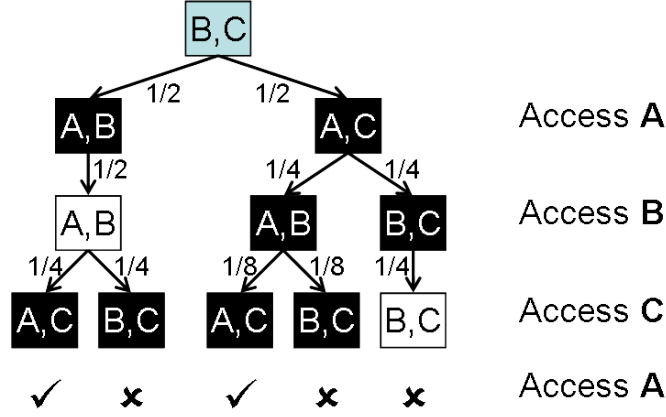 B,C
1/2 1/2
A,B A,C Access A
1/2 1/4 1/4
A,B A,B B,C Access B
1/4 1/4 1/8 1/8 1/4
A,C B,C A,C B,C B,C Access C
✓ ✘ ✓ ✘ ✘ Access A